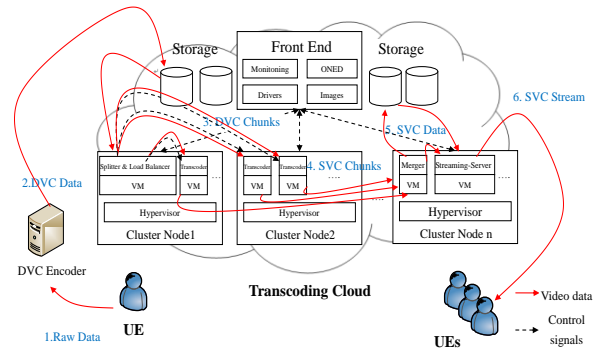 Storage
Front End
Storage
Monitoring
ONED
Drivers
Images
6. SVC Stream
3. DVC Chunks
5. SVC Data
Splitter & Load Balancer
Transcoder
....
VM
VM
Transcoder
Transcoder
4. SVC Chunks
....
VM
VM
.....
Merger
Streaming-Server
....
VM
VM
2.DVC Data
Hypervisor
Hypervisor
Hypervisor
Cluster Node1
Cluster Node2
Cluster Node n
DVC Encoder
Transcoding Cloud
1.Raw Data
UE
UEs
Video data
Control
signals